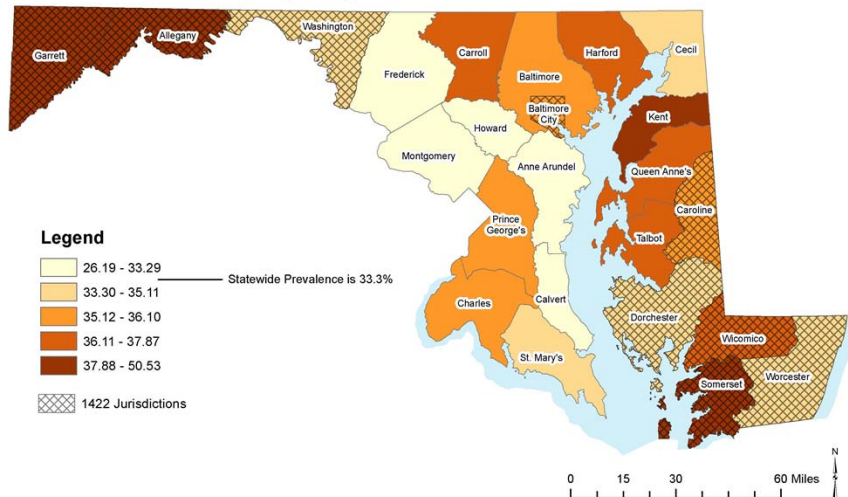 Garrett
Allegany
Washington
Frederick
Carroll
Baltimore
Harford
Cecil
Baltimore
City
Kent
Howard
Montgomery
Anne Arundel
Queen Anne's
Caroline
Prince
George's
Talbot
Charles
Calvert
Dorchester
St. Mary's
Wicomico
Somerset
Worcester
Legend
26.19 - 33.29
Statewide Prevalence is 33.3%
33.30 - 35.11
35.12 - 36.10
36.11 - 37.87
37.88 - 50.53
1422 Jurisdictions
N
0 15 30 60 Miles